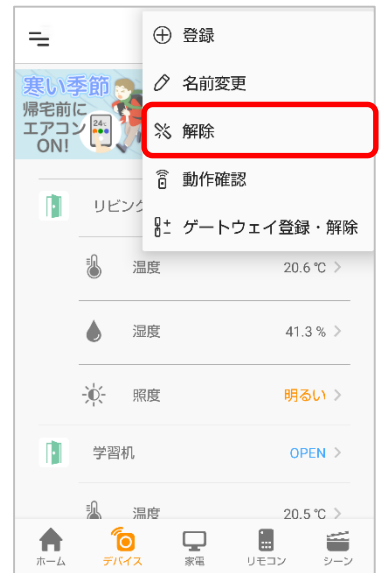 登録
名前変更
解除
動作確認
ゲートウェイ登録・解除
寒い季節
帰宅前に
エアコン
ON!
24℃
リビング
温度 20.6 ℃
湿度 41.3 %
照度 明るい
学習机 OPEN
温度 20.5 ℃
ホーム デバイス 家電 リモコン シーン